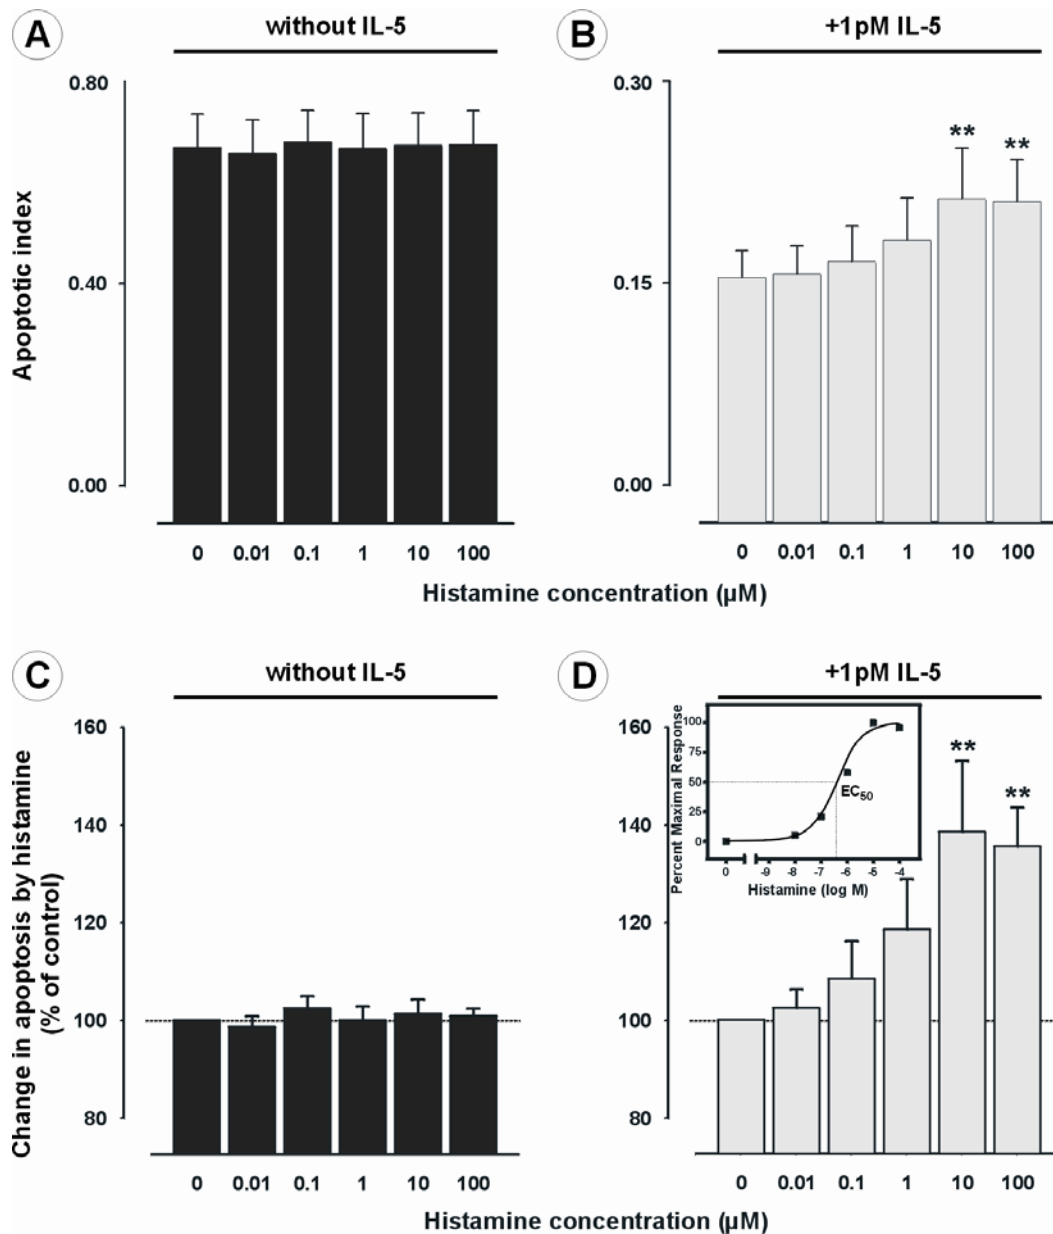 A
without IL-5
0.80
0.40
0.00
Apoptotic index
0 0.01 0.1 1 10 100
B
+1pM IL-5
0.30
0.15
0.00
**
**
0 0.01 0.1 1 10 100
Histamine concentration (µM)
C
without IL-5
160
140
120
100
80
Change in apoptosis by histamine
(% of control)
0 0.01 0.1 1 10 100
D
+1pM IL-5
160
140
120
100
80
**
**
Percent Maximal Response
100
75
50
25
0
EC50
0 -9 -8 -7 -6 -5 -4
Histamine (log M)
0 0.01 0.1 1 10 100
Histamine concentration (µM)